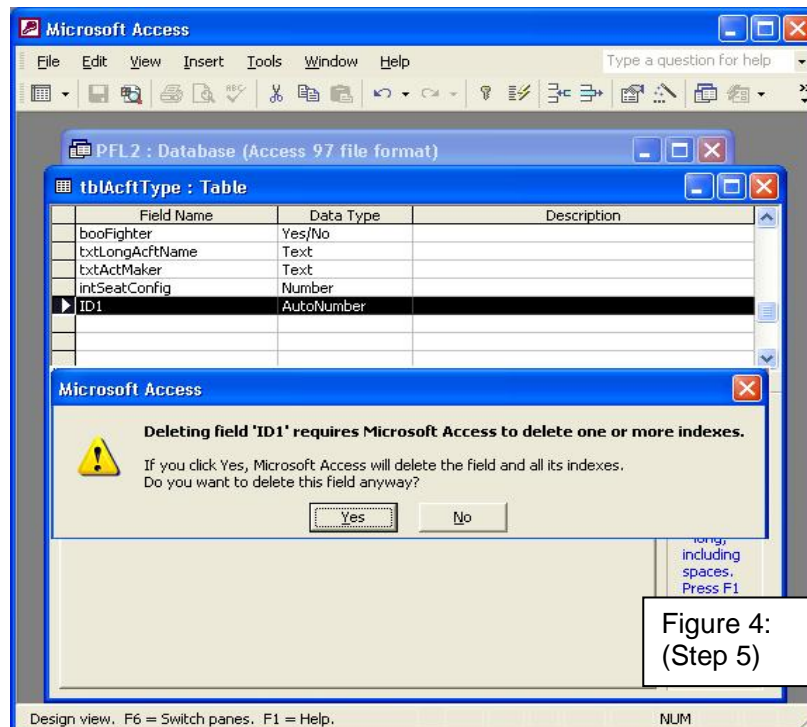 Microsoft Access
File Edit View Insert Tools Window Help Type a question for help
PFL2 : Database (Access 97 file format)
tblAcftType : Table
Field Name Data Type Description
booFighter Yes/No
txtLongAcftName Text
txtActMaker Text
intSeatConfig Number
ID1 AutoNumber
Microsoft Access
Deleting field 'ID1' requires Microsoft Access to delete one or more indexes.
If you click Yes, Microsoft Access will delete the field and all its indexes.
Do you want to delete this field anyway?
Yes No
long,
including
spaces.
Press F1
Figure 4:
(Step 5)
Design view. F6 = Switch panes. F1 = Help. NUM